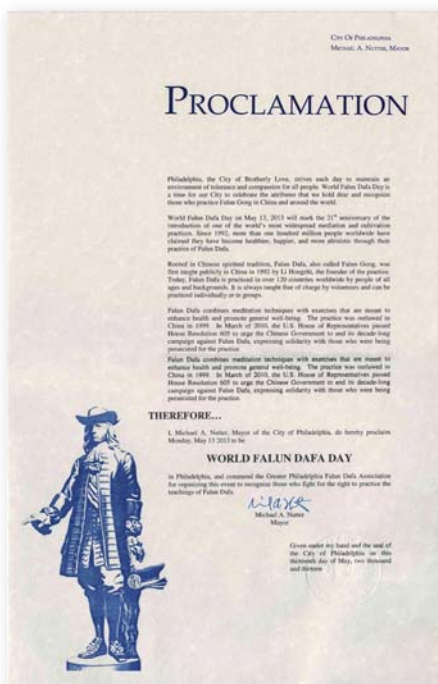 CITY OF PHILADELPHIA
MICHAEL A. NUTTER, MAYOR
PROCLAMATION
Philadelphia, the City of Brotherly Love, strives each day to maintain an
environment of tolerance and compassion for all people. World Falun Dafa Day is
a time for our City to celebrate the attributes that we hold dear and recognize
those who practice Falun Gong in China and around the world.
World Falun Dafa Day on May 13, 2013 will mark the 21st anniversary of the
introduction of one of the world's most widespread meditation and cultivation
practices. Since 1992, more than one hundred million people worldwide have
claimed they have become healthier, happier, and more altruistic through their
practice of Falun Dafa.
Rooted in Chinese spiritual tradition, Falun Dafa, also called Falun Gong, was
first taught publicly in China in 1992 by Li Hongzhi, the founder of the practice.
Today, Falun Dafa is practiced in over 120 countries worldwide by people of all
ages and backgrounds. It is always taught free of charge by volunteers and can be
practiced individually or in groups.
Falun Dafa combines meditation techniques with exercises that are meant to
enhance health and promote general well-being. The practice was outlawed in
China in 1999. In March of 2010, the U.S. House of Representatives passed
House Resolution 605 to urge the Chinese Government to end its decade-long
campaign against Falun Dafa, expressing solidarity with those who were being
persecuted for the practice.
Falun Dafa combines meditation techniques with exercises that are meant to
enhance health and promote general well-being. The practice was outlawed in
China in 1999. In March of 2010, the U.S. House of Representatives passed
House Resolution 605 to urge the Chinese Government to end its decade-long
campaign against Falun Dafa, expressing solidarity with those who were being
persecuted for the practice.
THEREFORE...
I, Michael A. Nutter, Mayor of the City of Philadelphia, do hereby proclaim
Monday, May 13 2013 to be
WORLD FALUN DAFA DAY
in Philadelphia, and commend the Greater Philadelphia Falun Dafa Association
for organizing this event to recognize those who fight for the right to practice the
teachings of Falun Dafa.
Michael A. Nutter
Mayor
Given under my hand and the seal of
the City of Philadelphia on this
thirteenth day of May, two thousand
and thirteen